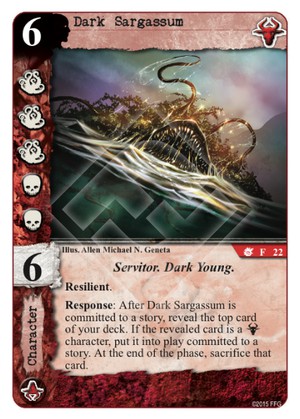 6
Dark Sargassum
Illus. Allen Michael N. Geneta
F 22
6
Servitor. Dark Young.
Resilient.
Response: After Dark Sargassum is
committed to a story, reveal the top card
of your deck. If the revealed card is a
character, put it into play committed to a
story. At the end of the phase, sacrifice that
card.
Character
©2015 FFG